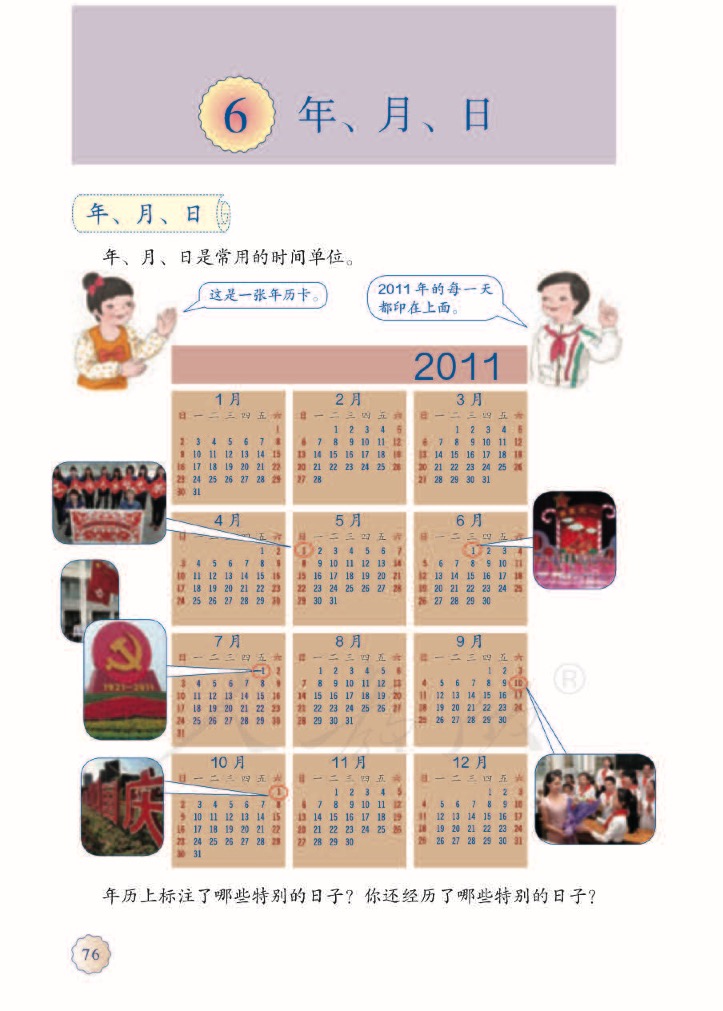 6 年、月、日
年、月、日
年、月、日是常用的时间单位。
这是一张年历卡。
2011 年的每一天
都印在上面。
2011
1 月
日 一 二 三 四 五 六
1
2 3 4 5 6 7 8
9 10 11 12 13 14 15
16 17 18 19 20 21 22
23 24 25 26 27 28 29
30 31
2 月
日 一 二 三 四 五 六
1 2 3 4 5
6 7 8 9 10 11 12
13 14 15 16 17 18 19
20 21 22 23 24 25 26
27 28
3 月
日 一 二 三 四 五 六
1 2 3 4 5
6 7 8 9 10 11 12
13 14 15 16 17 18 19
20 21 22 23 24 25 26
27 28 29 30 31
4 月
日 一 二 三 四 五 六
1 2
3 4 5 6 7 8 9
10 11 12 13 14 15 16
17 18 19 20 21 22 23
24 25 26 27 28 29 30
5 月
日 一 二 三 四 五 六
1 2 3 4 5 6 7
8 9 10 11 12 13 14
15 16 17 18 19 20 21
22 23 24 25 26 27 28
29 30 31
6 月
日 一 二 三 四 五 六
1 2 3 4
5 6 7 8 9 10 11
12 13 14 15 16 17 18
19 20 21 22 23 24 25
26 27 28 29 30
7 月
日 一 二 三 四 五 六
1 2
3 4 5 6 7 8 9
10 11 12 13 14 15 16
17 18 19 20 21 22 23
24 25 26 27 28 29 30
31
8 月
日 一 二 三 四 五 六
1 2 3 4 5 6
7 8 9 10 11 12 13
14 15 16 17 18 19 20
21 22 23 24 25 26 27
28 29 30 31
9 月
日 一 二 三 四 五 六
1 2 3
4 5 6 7 8 9 10
11 12 13 14 15 16 17
18 19 20 21 22 23 24
25 26 27 28 29 30
1921-2011
10 月
日 一 二 三 四 五 六
1
2 3 4 5 6 7 8
9 10 11 12 13 14 15
16 17 18 19 20 21 22
23 24 25 26 27 28 29
30 31
11 月
日 一 二 三 四 五 六
1 2 3 4 5
6 7 8 9 10 11 12
13 14 15 16 17 18 19
20 21 22 23 24 25 26
27 28 29 30
12 月
日 一 二 三 四 五 六
1 2 3
4 5 6 7 8 9 10
11 12 13 14 15 16 17
18 19 20 21 22 23 24
25 26 27 28 29 30 31
庆
®
年历上标注了哪些特别的日子？你还经历了哪些特别的日子？
76